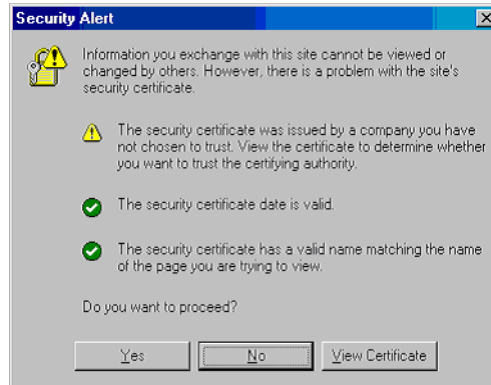 Security Alert
Information you exchange with this site cannot be viewed or
changed by others. However, there is a problem with the site's
security certificate.
The security certificate was issued by a company you have
not chosen to trust. View the certificate to determine whether
you want to trust the certifying authority.
The security certificate date is valid.
The security certificate has a valid name matching the name
of the page you are trying to view.
Do you want to proceed?
Yes
No
View Certificate